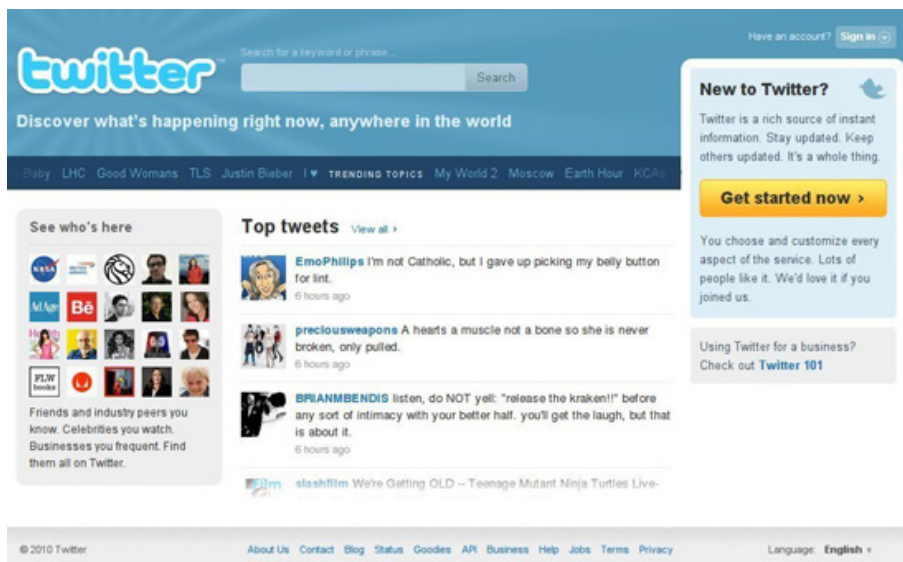 Have an account? Sign in
twitter
Search for a keyword or phrase...
Search
Discover what's happening right now, anywhere in the world
Baby LHC Good Womans TLS Justin Bieber I ♥ TRENDING TOPICS My World 2 Moscow Earth Hour KCAs
New to Twitter?
Twitter is a rich source of instant
information. Stay updated. Keep
others updated. It's a whole thing.
Get started now ›
You choose and customize every
aspect of the service. Lots of
people like it. We'd love it if you
joined us.
Using Twitter for a business?
Check out Twitter 101
See who's here
NASA
Ad Age
Bē
Health
FLW
books
Friends and industry peers you
know. Celebrities you watch.
Businesses you frequent. Find
them all on Twitter.
Top tweets View all ›
EmoPhilips I'm not Catholic, but I gave up picking my belly button
for lint.
6 hours ago
preciousweapons A hearts a muscle not a bone so she is never
broken, only pulled.
6 hours ago
BRIANMBENDIS listen, do NOT yell: "release the kraken!!" before
any sort of intimacy with your better half. you'll get the laugh, but that
is about it.
6 hours ago
Film
slashfilm We're Getting OLD – Teenage Mutant Ninja Turtles Live-
© 2010 Twitter
About Us Contact Blog Status Goodies API Business Help Jobs Terms Privacy
Language: English